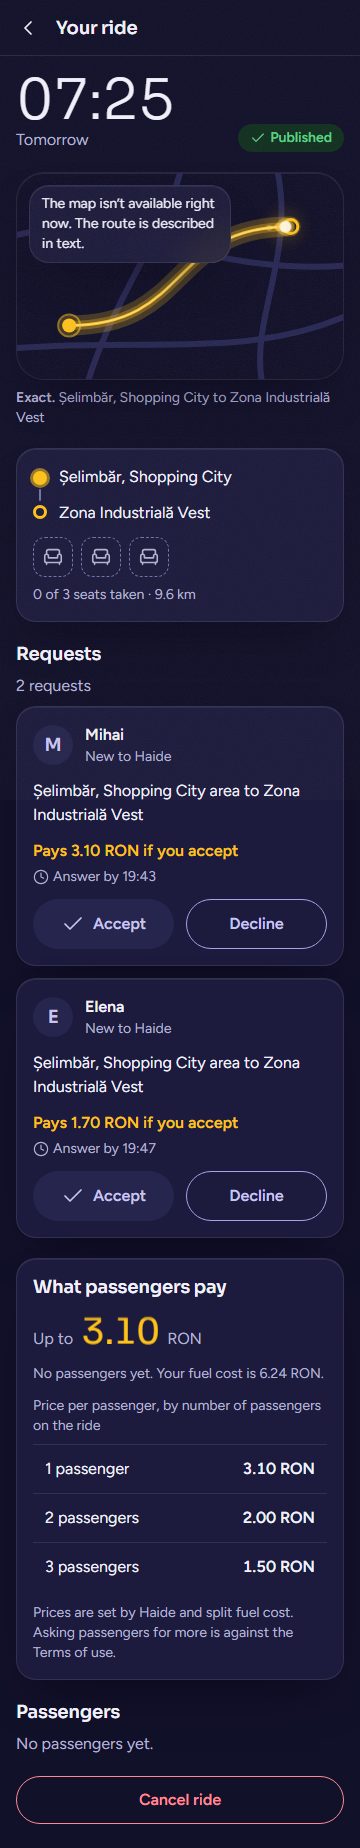 Your ride
07:25
Tomorrow
Published
The map isn't available right
now. The route is described
in text.
Exact. Șelimbăr, Shopping City to Zona Industrială
Vest
Șelimbăr, Shopping City
Zona Industrială Vest
0 of 3 seats taken · 9.6 km
Requests
2 requests
M
Mihai
New to Haide
Șelimbăr, Shopping City area to Zona
Industrială Vest
Pays 3.10 RON if you accept
Answer by 19:43
Accept
Decline
E
Elena
New to Haide
Șelimbăr, Shopping City area to Zona
Industrială Vest
Pays 1.70 RON if you accept
Answer by 19:47
Accept
Decline
What passengers pay
Up to 3.10 RON
No passengers yet. Your fuel cost is 6.24 RON.
Price per passenger, by number of passengers
on the ride
1 passenger 3.10 RON
2 passengers 2.00 RON
3 passengers 1.50 RON
Prices are set by Haide and split fuel cost.
Asking passengers for more is against the
Terms of use.
Passengers
No passengers yet.
Cancel ride